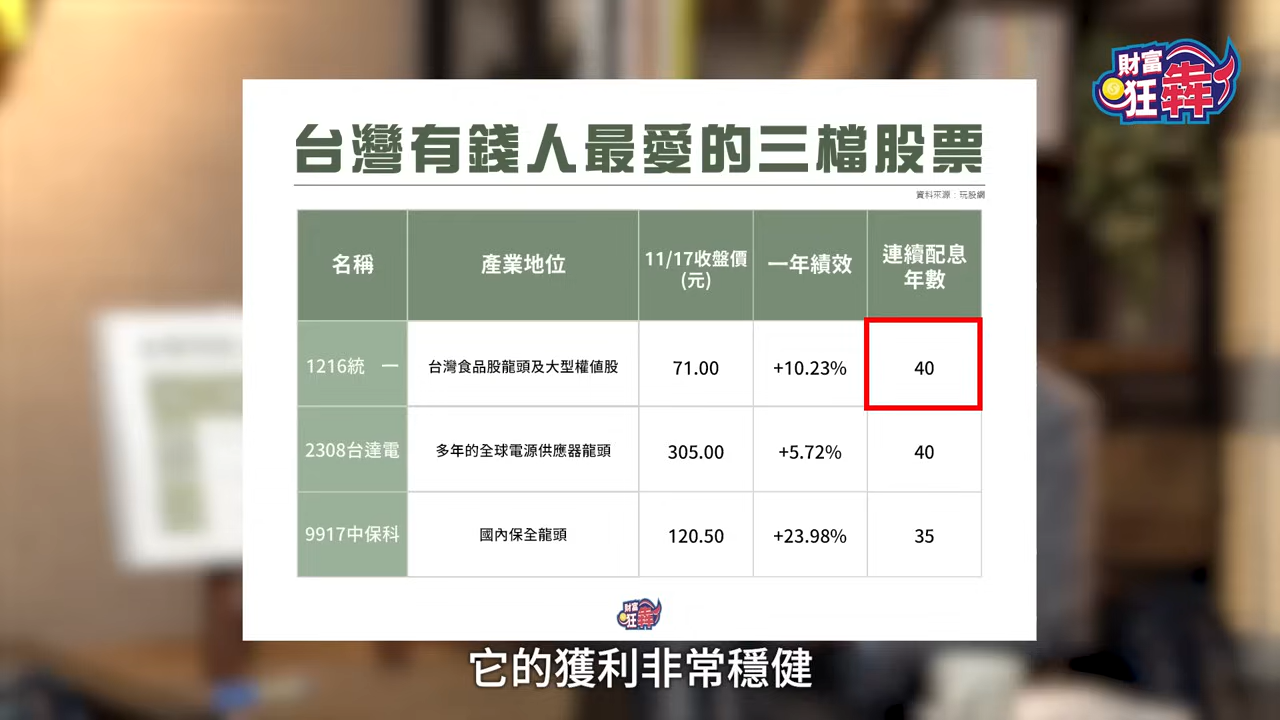 財富
狂犇
台灣有錢人最愛的三檔股票
資料來源：玩股網
名稱 產業地位 11/17收盤價(元) 一年績效 連續配息年數
1216統 一 台灣食品股龍頭及大型權值股 71.00 +10.23% 40
2308台達電 多年的全球電源供應器龍頭 305.00 +5.72% 40
9917中保科 國內保全龍頭 120.50 +23.98% 35
財富
狂犇
它的獲利非常穩健